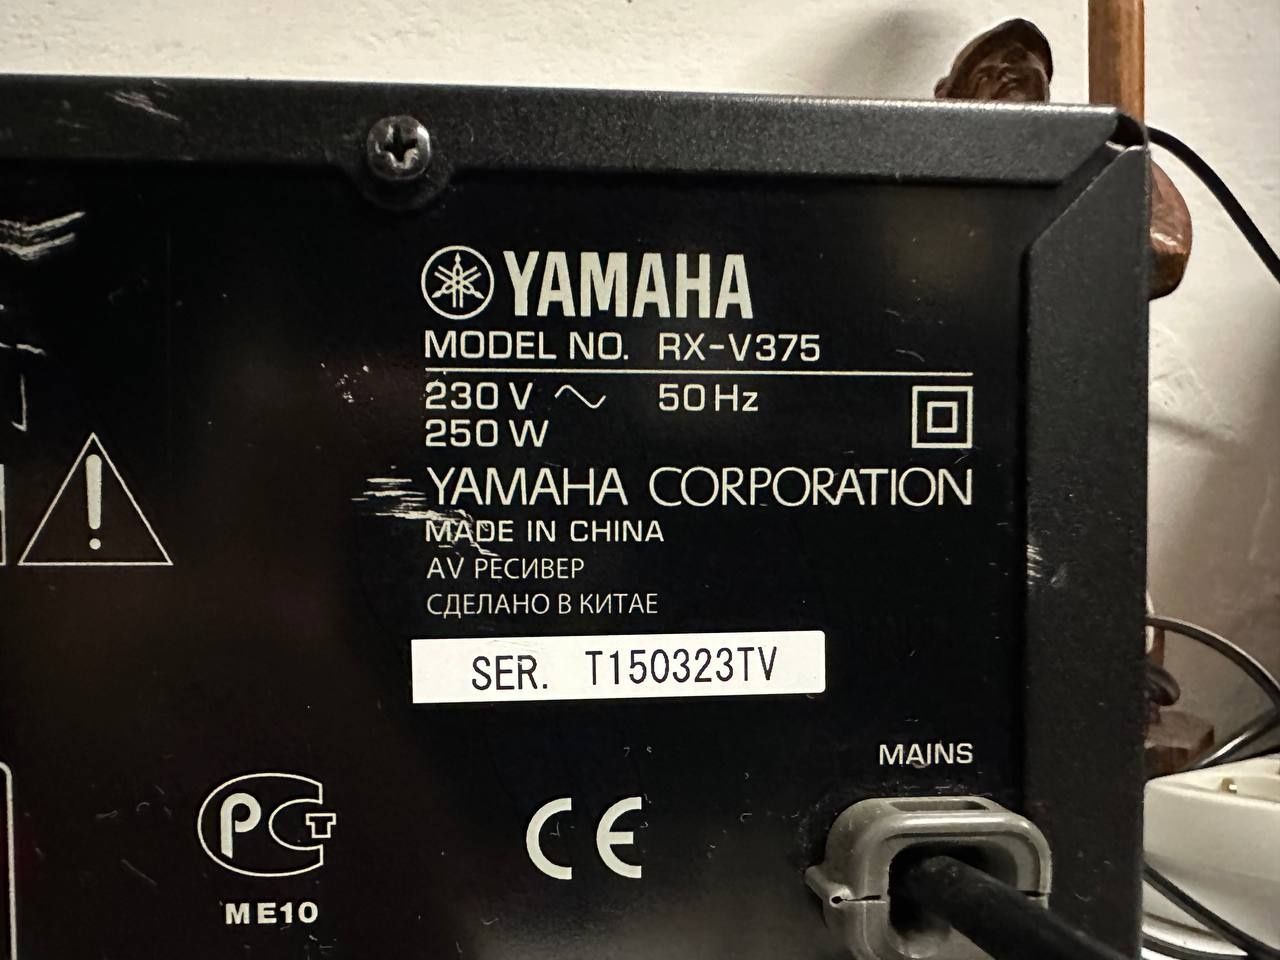 YAMAHA
MODEL NO. RX-V375
230 V ~ 50 Hz
250 W
YAMAHA CORPORATION
MADE IN CHINA
AV РЕСИВЕР
СДЕЛАНО В КИТАЕ
SER. T150323TV
MAINS
РСТ
ME10
CE